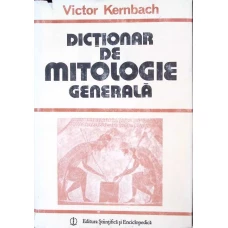 Victor Kernbach
DICȚIONAR
DE
MITOLOGIE
GENERALĂ
Editura Științifică și Enciclopedică